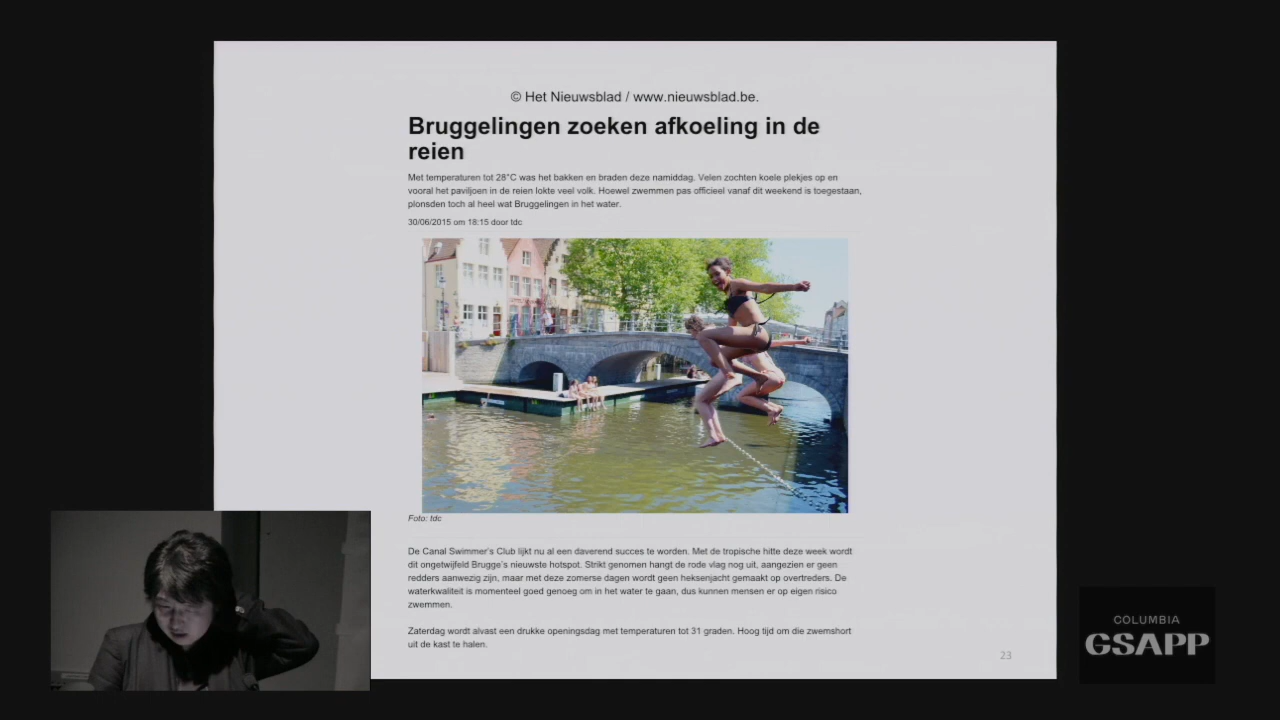 © Het Nieuwsblad / www.nieuwsblad.be.
Bruggelingen zoeken afkoeling in de
reien
Met temperaturen tot 28°C was het bakken en braden deze namiddag. Velen zochten koele plekjes op en
vooral het paviljoen in de reien lokte veel volk. Hoewel zwemmen pas officieel vanaf dit weekend is toegestaan,
plonsden toch al heel wat Bruggelingen in het water.
30/06/2015 om 18:15 door tdc
Foto: tdc
De Canal Swimmer's Club lijkt nu al een daverend succes te worden. Met de tropische hitte deze week wordt
dit ongetwijfeld Brugge's nieuwste hotspot. Strikt genomen hangt de rode vlag nog uit, aangezien er geen
redders aanwezig zijn, maar met deze zomerse dagen wordt geen heksenjacht gemaakt op overtreders. De
waterkwaliteit is momenteel goed genoeg om in het water te gaan, dus kunnen mensen er op eigen risico
zwemmen.
Zaterdag wordt alvast een drukke openingsdag met temperaturen tot 31 graden. Hoog tijd om die zwemshort
uit de kast te halen.
23
COLUMBIA
GSAPP